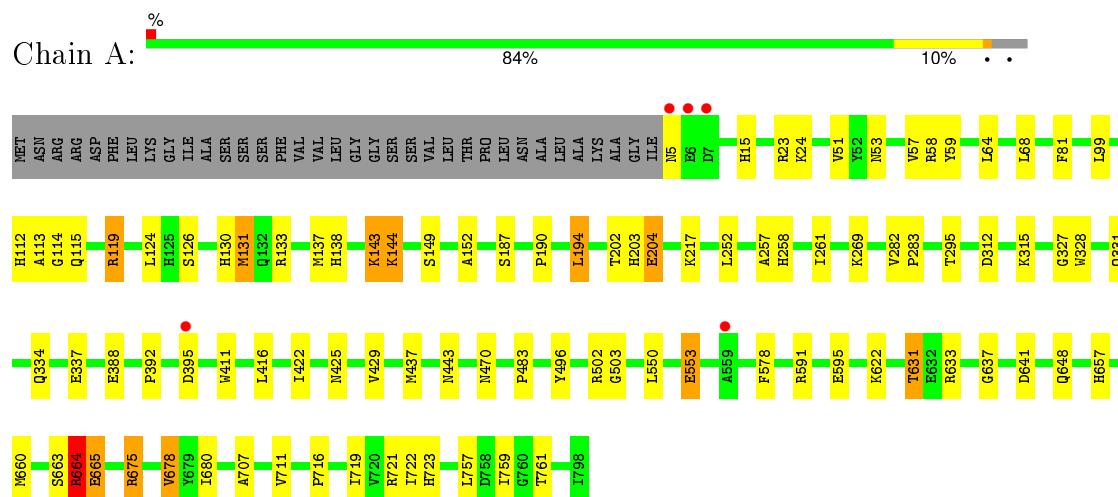 %
Chain A:
84% 10% • •
MET ASN ARG ARG ASP PHE LEU LYS GLY ILE ALA SER SER SER PHE VAL VAL LEU GLY GLY SER SER VAL LEU THR PRO LEU ASN ALA LEU ALA LYS ALA GLY ILE N5 E6 D7 H15 R23 K24 V51 Y52 N53 V57 R58 Y59 L64 L68 F81 L99
H112 A113 G114 Q115 R119 L124 H125 S126 H130 M131 Q132 R133 M137 H138 K143 K144 S149 A152 S187 P190 L194 T202 H203 E204 K217 L252 A257 H258 I261 K269 V282 P283 T295 D312 K315 G327 W328 Q331
Q334 E337 E388 P392 D395 W411 L416 I422 N425 V429 M437 N443 N470 P483 Y496 R502 G503 L550 E553 A559 F578 R591 E595 K622 T631 E632 R633 G637 D641 Q648 H657
M660 S663 R664 E665 R675 V678 Y679 I680 A707 V711 P716 I719 V720 R721 I722 H723 L757 D758 I759 G760 T761 I798